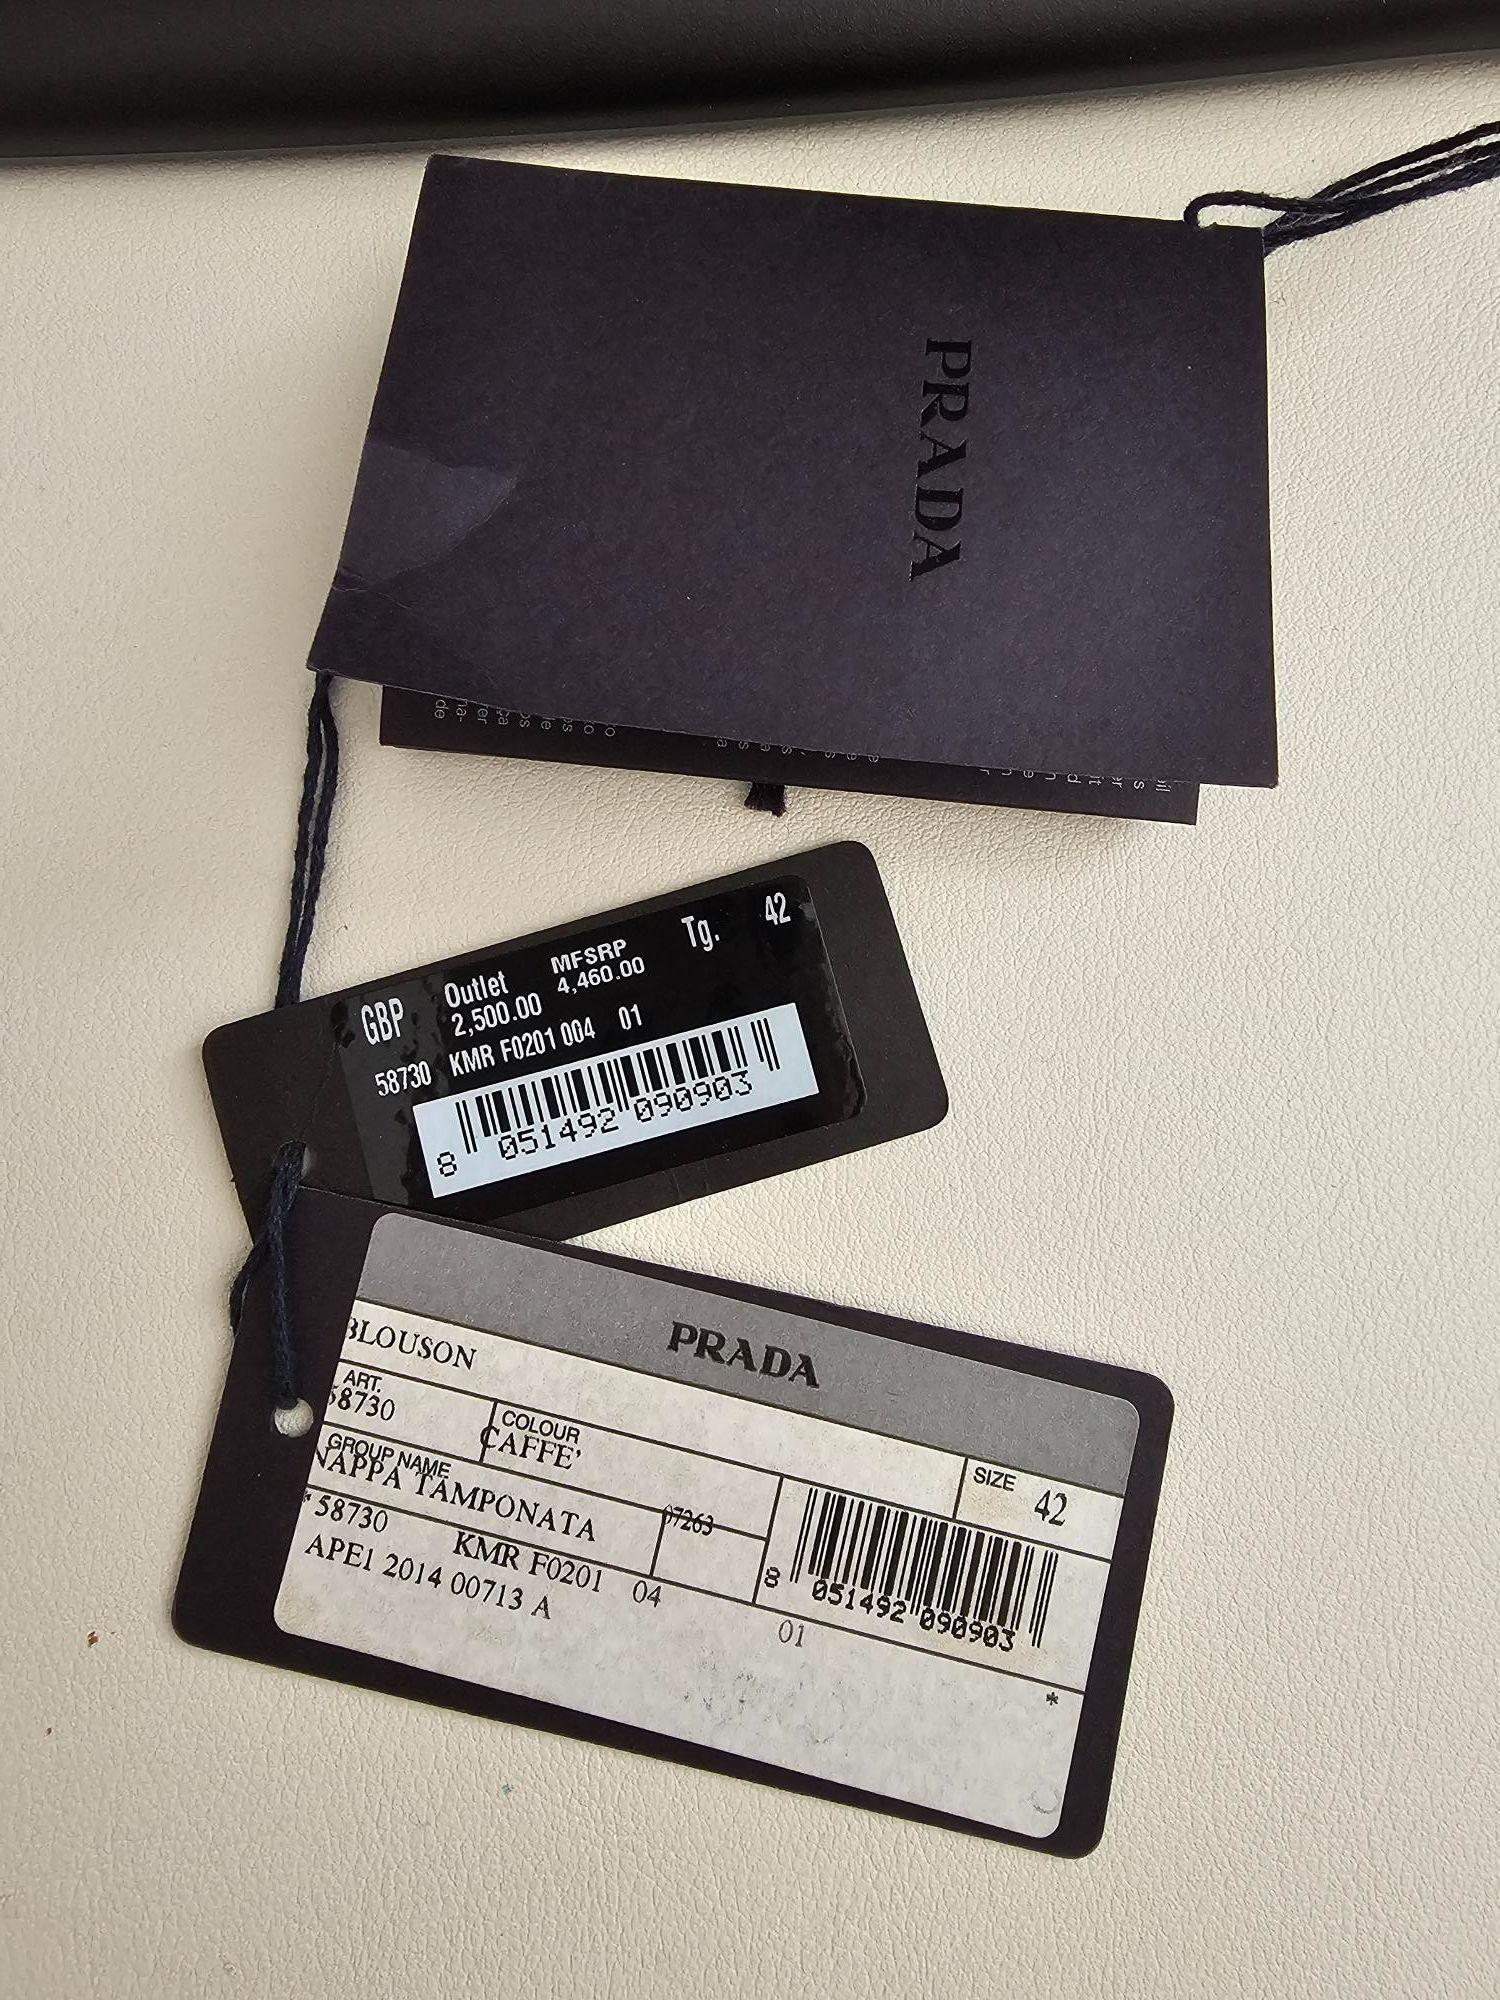 PRADA
GBP Outlet MFSRP Tg. 42
2,500.00 4,460.00
58730 KMR F0201 004 01
8 051492 090903
PRADA
BLOUSON
ART. COLOUR SIZE
58730 CAFFE' 42
GROUP NAME
NAPPA TAMPONATA 07263
* 58730 KMR F0201 04 01 *
APE1 2014 00713 A
8 051492 090903